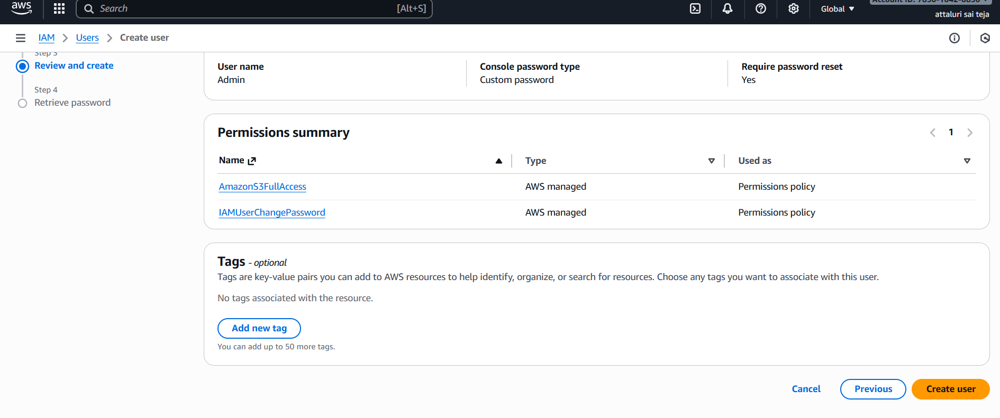 aws
Search
[Alt+S]
Global
attaluri sai teja
IAM
Users
Create user
Step 3
Review and create
Step 4
Retrieve password
User name
Admin
Console password type
Custom password
Require password reset
Yes
Permissions summary
1
Name
Type
Used as
AmazonS3FullAccess
AWS managed
Permissions policy
IAMUserChangePassword
AWS managed
Permissions policy
Tags - optional
Tags are key-value pairs you can add to AWS resources to help identify, organize, or search for resources. Choose any tags you want to associate with this user.
No tags associated with the resource.
Add new tag
You can add up to 50 more tags.
Cancel
Previous
Create user